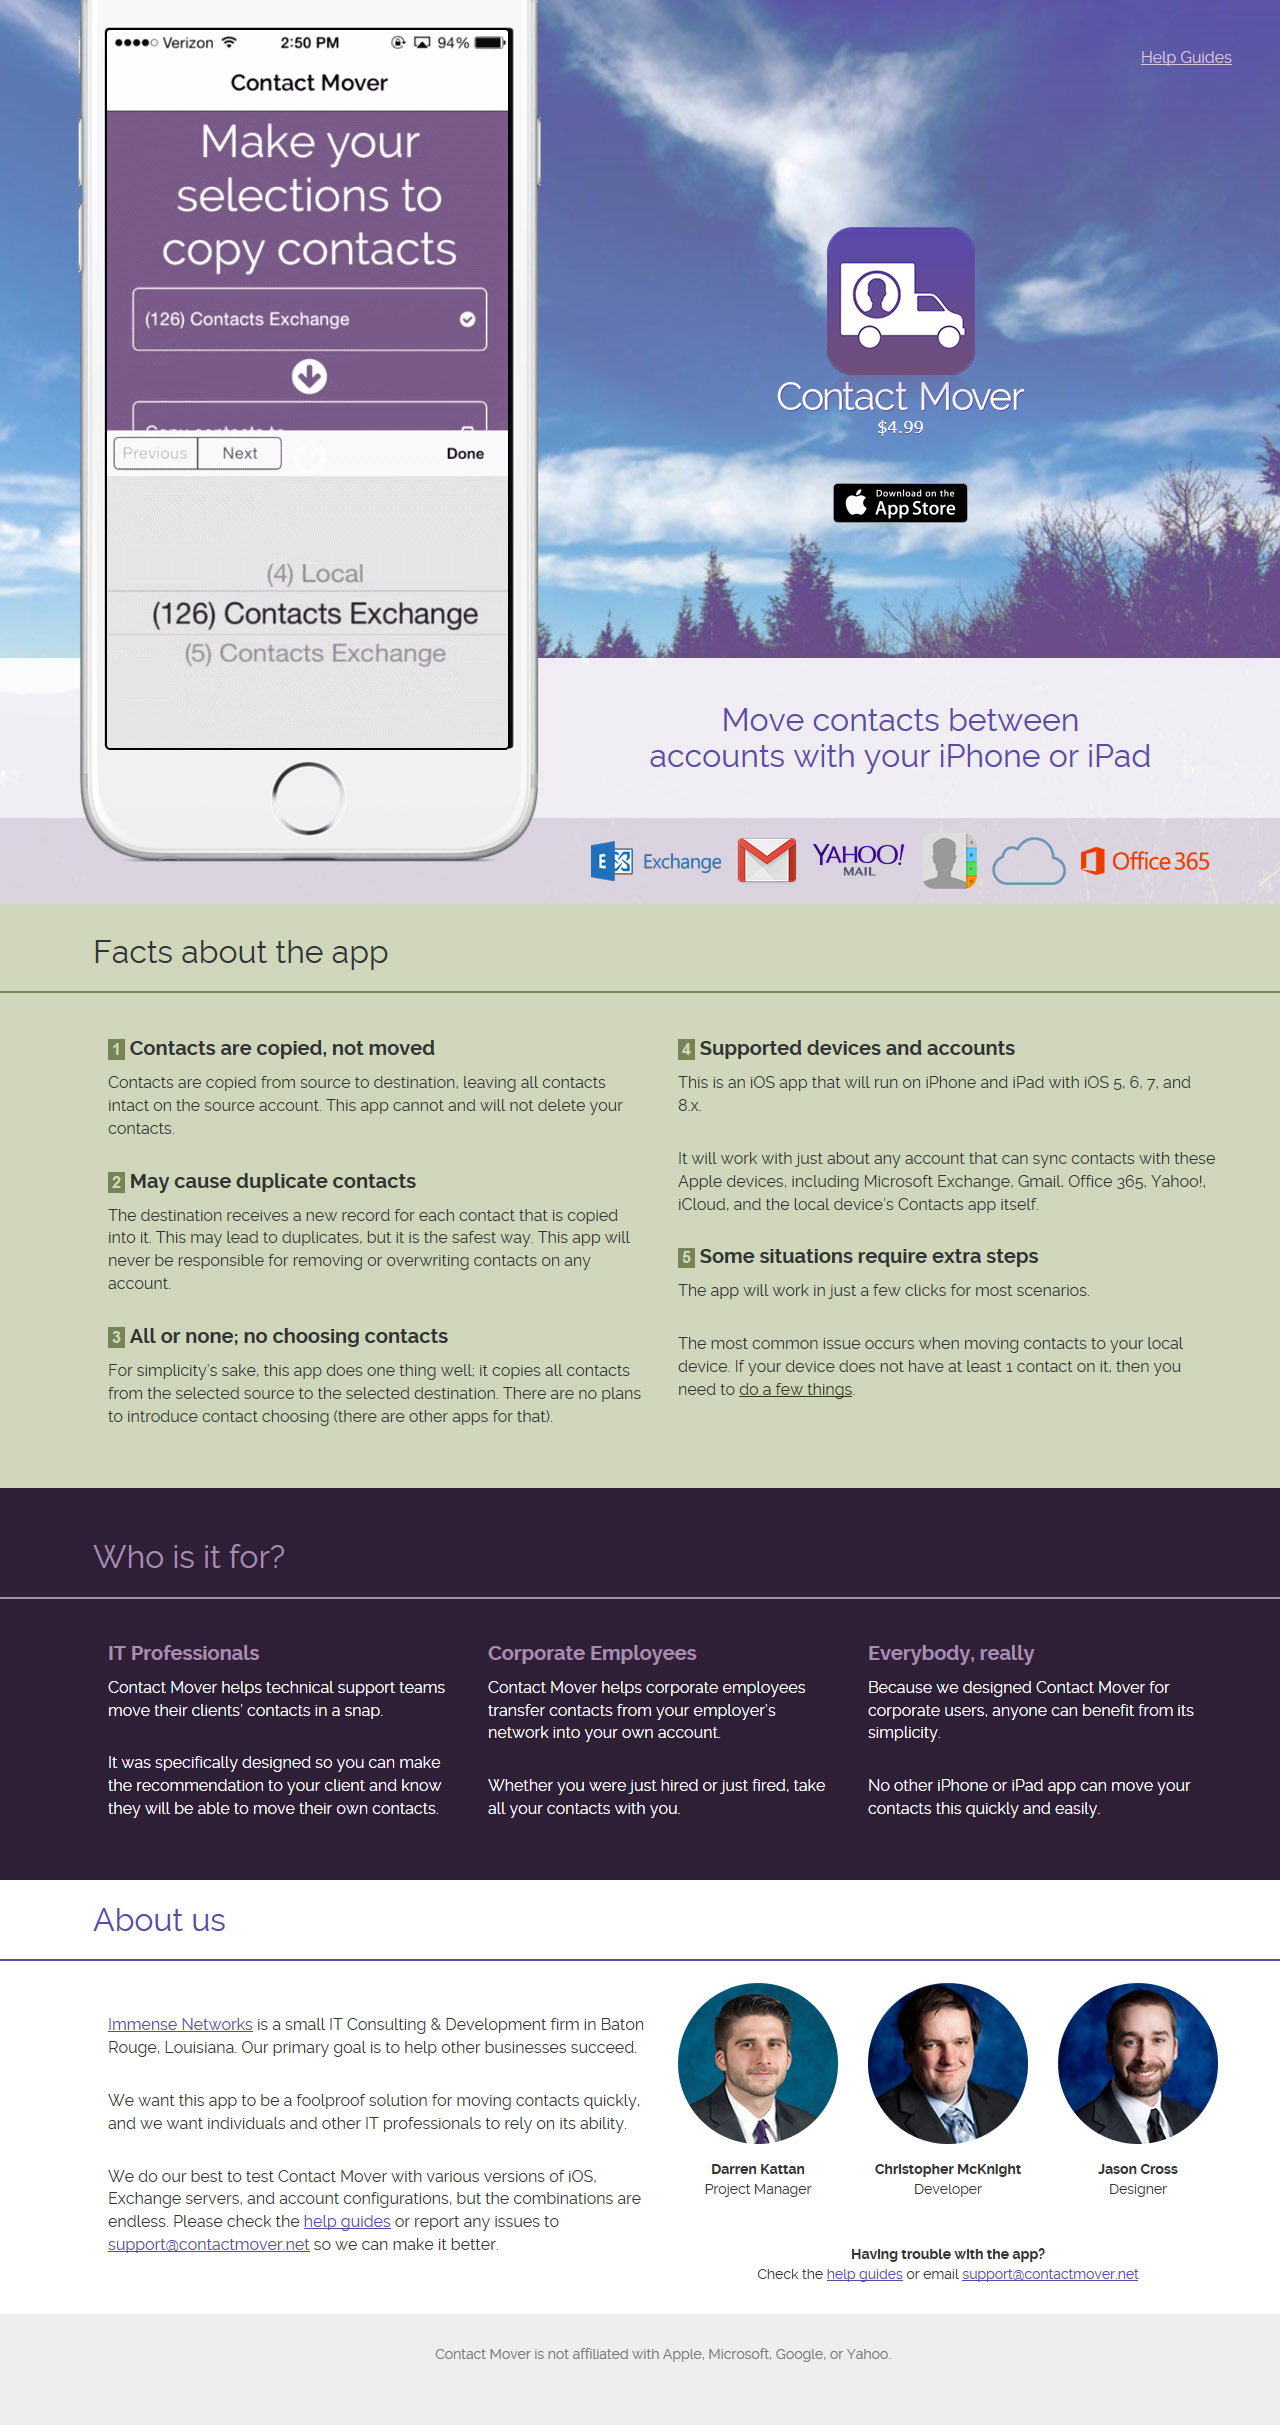 Verizon 2:50 PM 94%
Contact Mover
Help Guides
Make your
selections to
copy contacts
(126) Contacts Exchange
Copy contacts to
Previous Next Done
(4) Local
(126) Contacts Exchange
(5) Contacts Exchange
Contact Mover
$4.99
Download on the
App Store
Move contacts between
accounts with your iPhone or iPad
E Exchange
YAHOO!
MAIL
Office 365
Facts about the app
1 Contacts are copied, not moved
Contacts are copied from source to destination, leaving all contacts
intact on the source account. This app cannot and will not delete your
contacts.
2 May cause duplicate contacts
The destination receives a new record for each contact that is copied
into it. This may lead to duplicates, but it is the safest way. This app will
never be responsible for removing or overwriting contacts on any
account.
3 All or none; no choosing contacts
For simplicity's sake, this app does one thing well; it copies all contacts
from the selected source to the selected destination. There are no plans
to introduce contact choosing (there are other apps for that).
4 Supported devices and accounts
This is an iOS app that will run on iPhone and iPad with iOS 5, 6, 7, and
8.x.
It will work with just about any account that can sync contacts with these
Apple devices, including Microsoft Exchange, Gmail, Office 365, Yahoo!,
iCloud, and the local device's Contacts app itself.
5 Some situations require extra steps
The app will work in just a few clicks for most scenarios.
The most common issue occurs when moving contacts to your local
device. If your device does not have at least 1 contact on it, then you
need to do a few things.
Who is it for?
IT Professionals
Contact Mover helps technical support teams
move their clients' contacts in a snap.
It was specifically designed so you can make
the recommendation to your client and know
they will be able to move their own contacts.
Corporate Employees
Contact Mover helps corporate employees
transfer contacts from your employer's
network into your own account.
Whether you were just hired or just fired, take
all your contacts with you.
Everybody, really
Because we designed Contact Mover for
corporate users, anyone can benefit from its
simplicity.
No other iPhone or iPad app can move your
contacts this quickly and easily.
About us
Immense Networks is a small IT Consulting & Development firm in Baton
Rouge, Louisiana. Our primary goal is to help other businesses succeed.
We want this app to be a foolproof solution for moving contacts quickly,
and we want individuals and other IT professionals to rely on its ability.
We do our best to test Contact Mover with various versions of iOS,
Exchange servers, and account configurations, but the combinations are
endless. Please check the help guides or report any issues to
support@contactmover.net so we can make it better.
Darren Kattan
Project Manager
Christopher McKnight
Developer
Jason Cross
Designer
Having trouble with the app?
Check the help guides or email support@contactmover.net
Contact Mover is not affiliated with Apple, Microsoft, Google, or Yahoo.